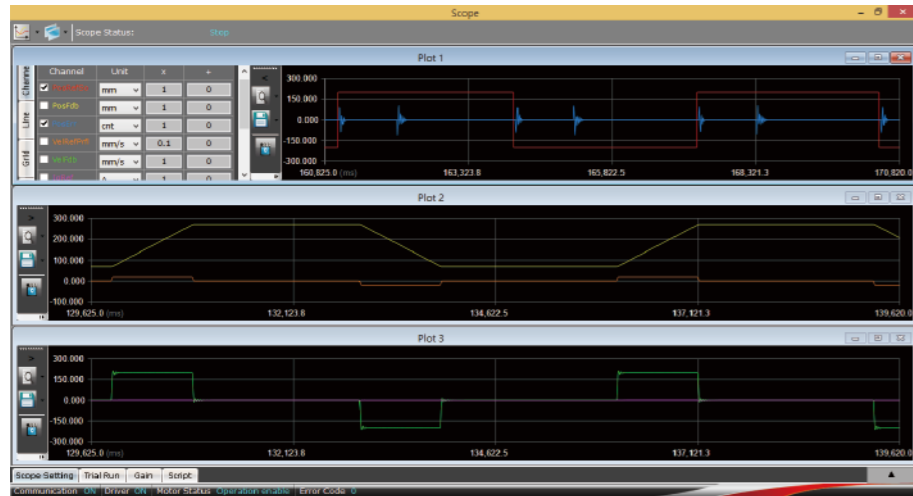 Scope
Scope Status: Stop
Plot 1
Channel Unit x +
mm 1 0
PosFdb mm 1 0
cnt 1 0
VelRefPrfl mm/s 0.1 0
VelFdb mm/s 1 0
1 0
Channel
Line
Grid
300.000
150.000
0.000
-150.000
-300.000
160,825.0 (ms) 163,323.8 165,822.5 168,321.3 170,820.0
Plot 2
300.000
200.000
100.000
0.000
-100.000
129,625.0 (ms) 132,123.8 134,622.5 137,121.3 139,620.0
Plot 3
300.000
150.000
0.000
-150.000
-300.000
129,625.0 (ms) 132,123.8 134,622.5 137,121.3 139,620.0
Scope Setting Trial Run Gain Script
Communication ON Driver ON Motor Status Operation enable Error Code 0